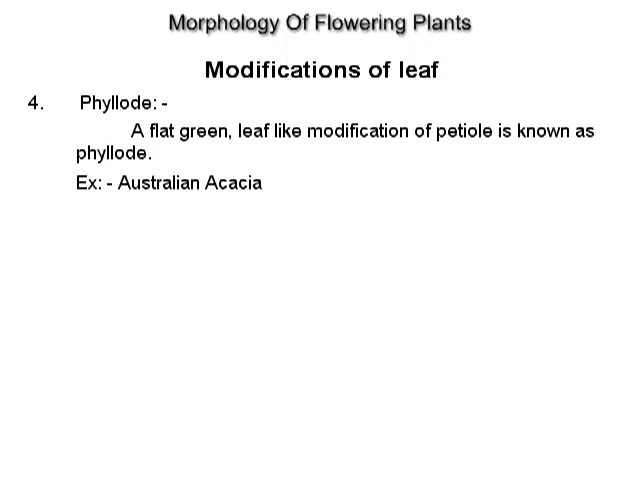 Morphology Of Flowering Plants
Modifications of leaf
4. Phyllode: -
A flat green, leaf like modification of petiole is known as
phyllode.
Ex: - Australian Acacia